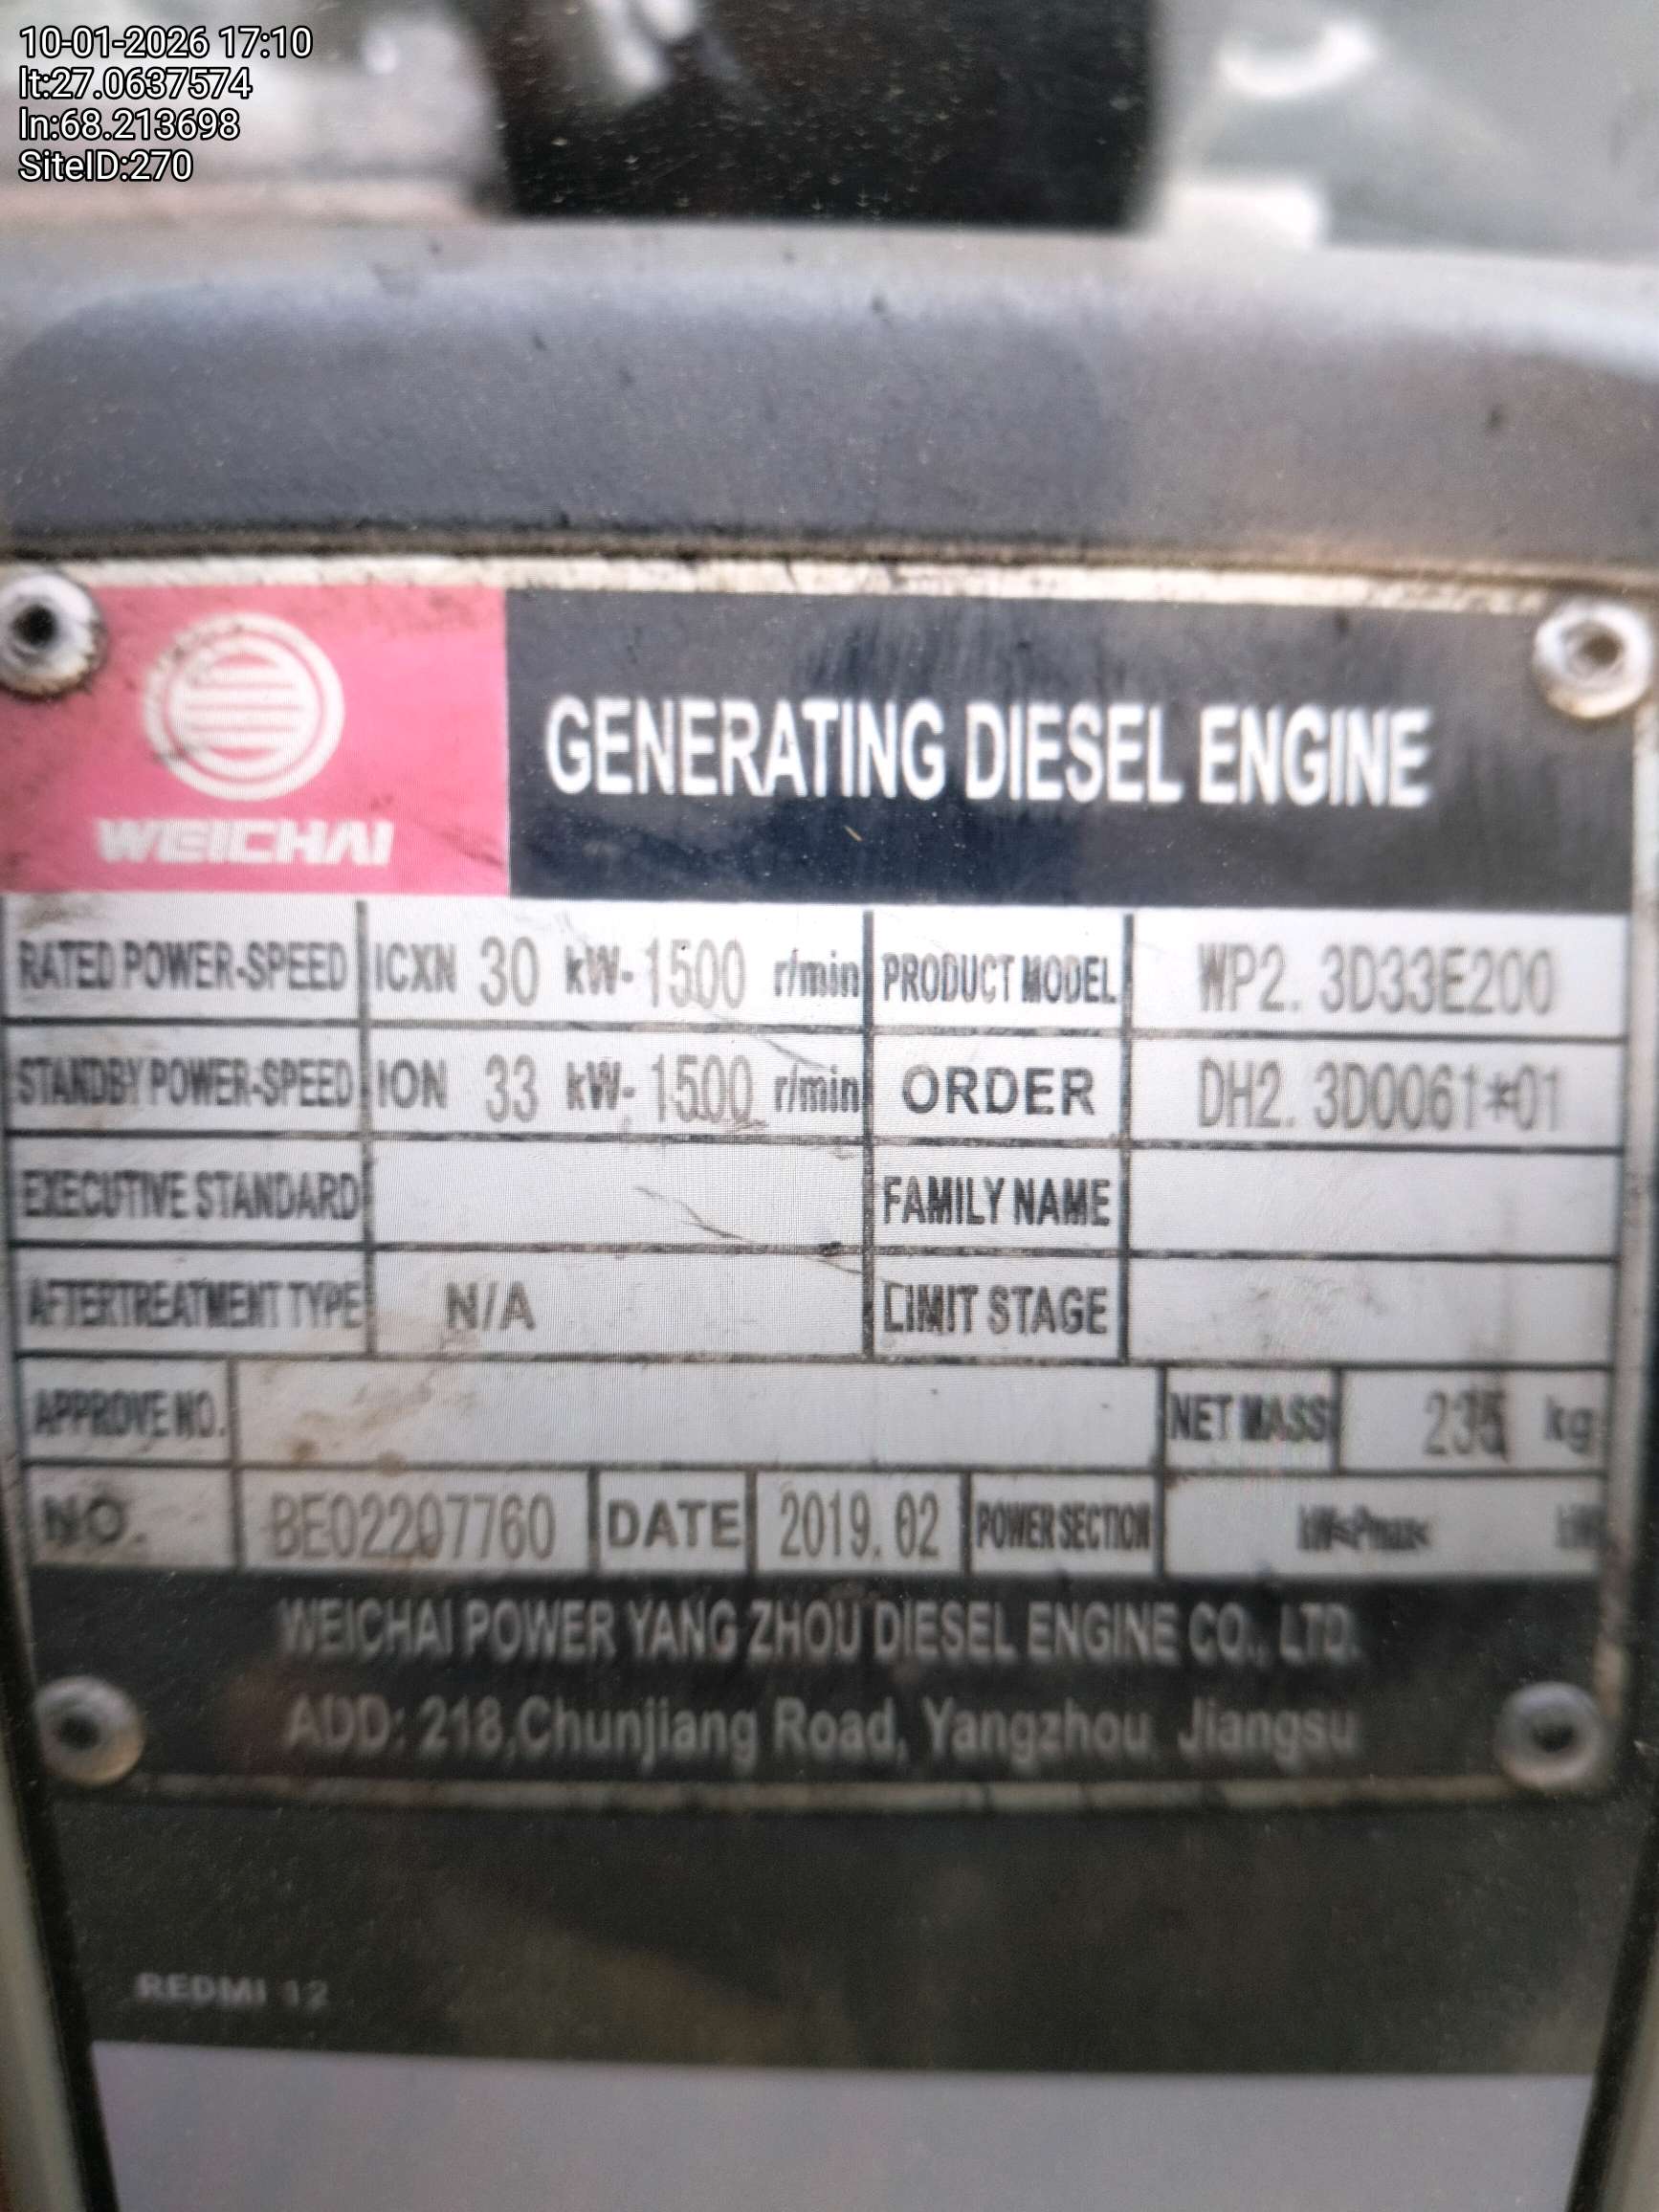 10-01-2026 17:10
lt:27.0637574
ln:68.213698
SiteID:270
WEICHAI
GENERATING DIESEL ENGINE
RATED POWER-SPEED ICXN 30 kW- 1500 r/min PRODUCT MODEL WP2. 3D33E200
STANDBY POWER-SPEED ION 33 kW- 1500 r/min ORDER DH2. 3D0061*01
EXECUTIVE STANDARD FAMILY NAME
AFTERTREATMENT TYPE N/A LIMIT STAGE
APPROVE NO. NET MASS 235 kg
NO. BE02207760 DATE 2019. 02 POWER SECTION kW<Pmax< kW
WEICHAI POWER YANG ZHOU DIESEL ENGINE CO., LTD.
ADD: 218,Chunjiang Road, Yangzhou Jiangsu
REDMI 12